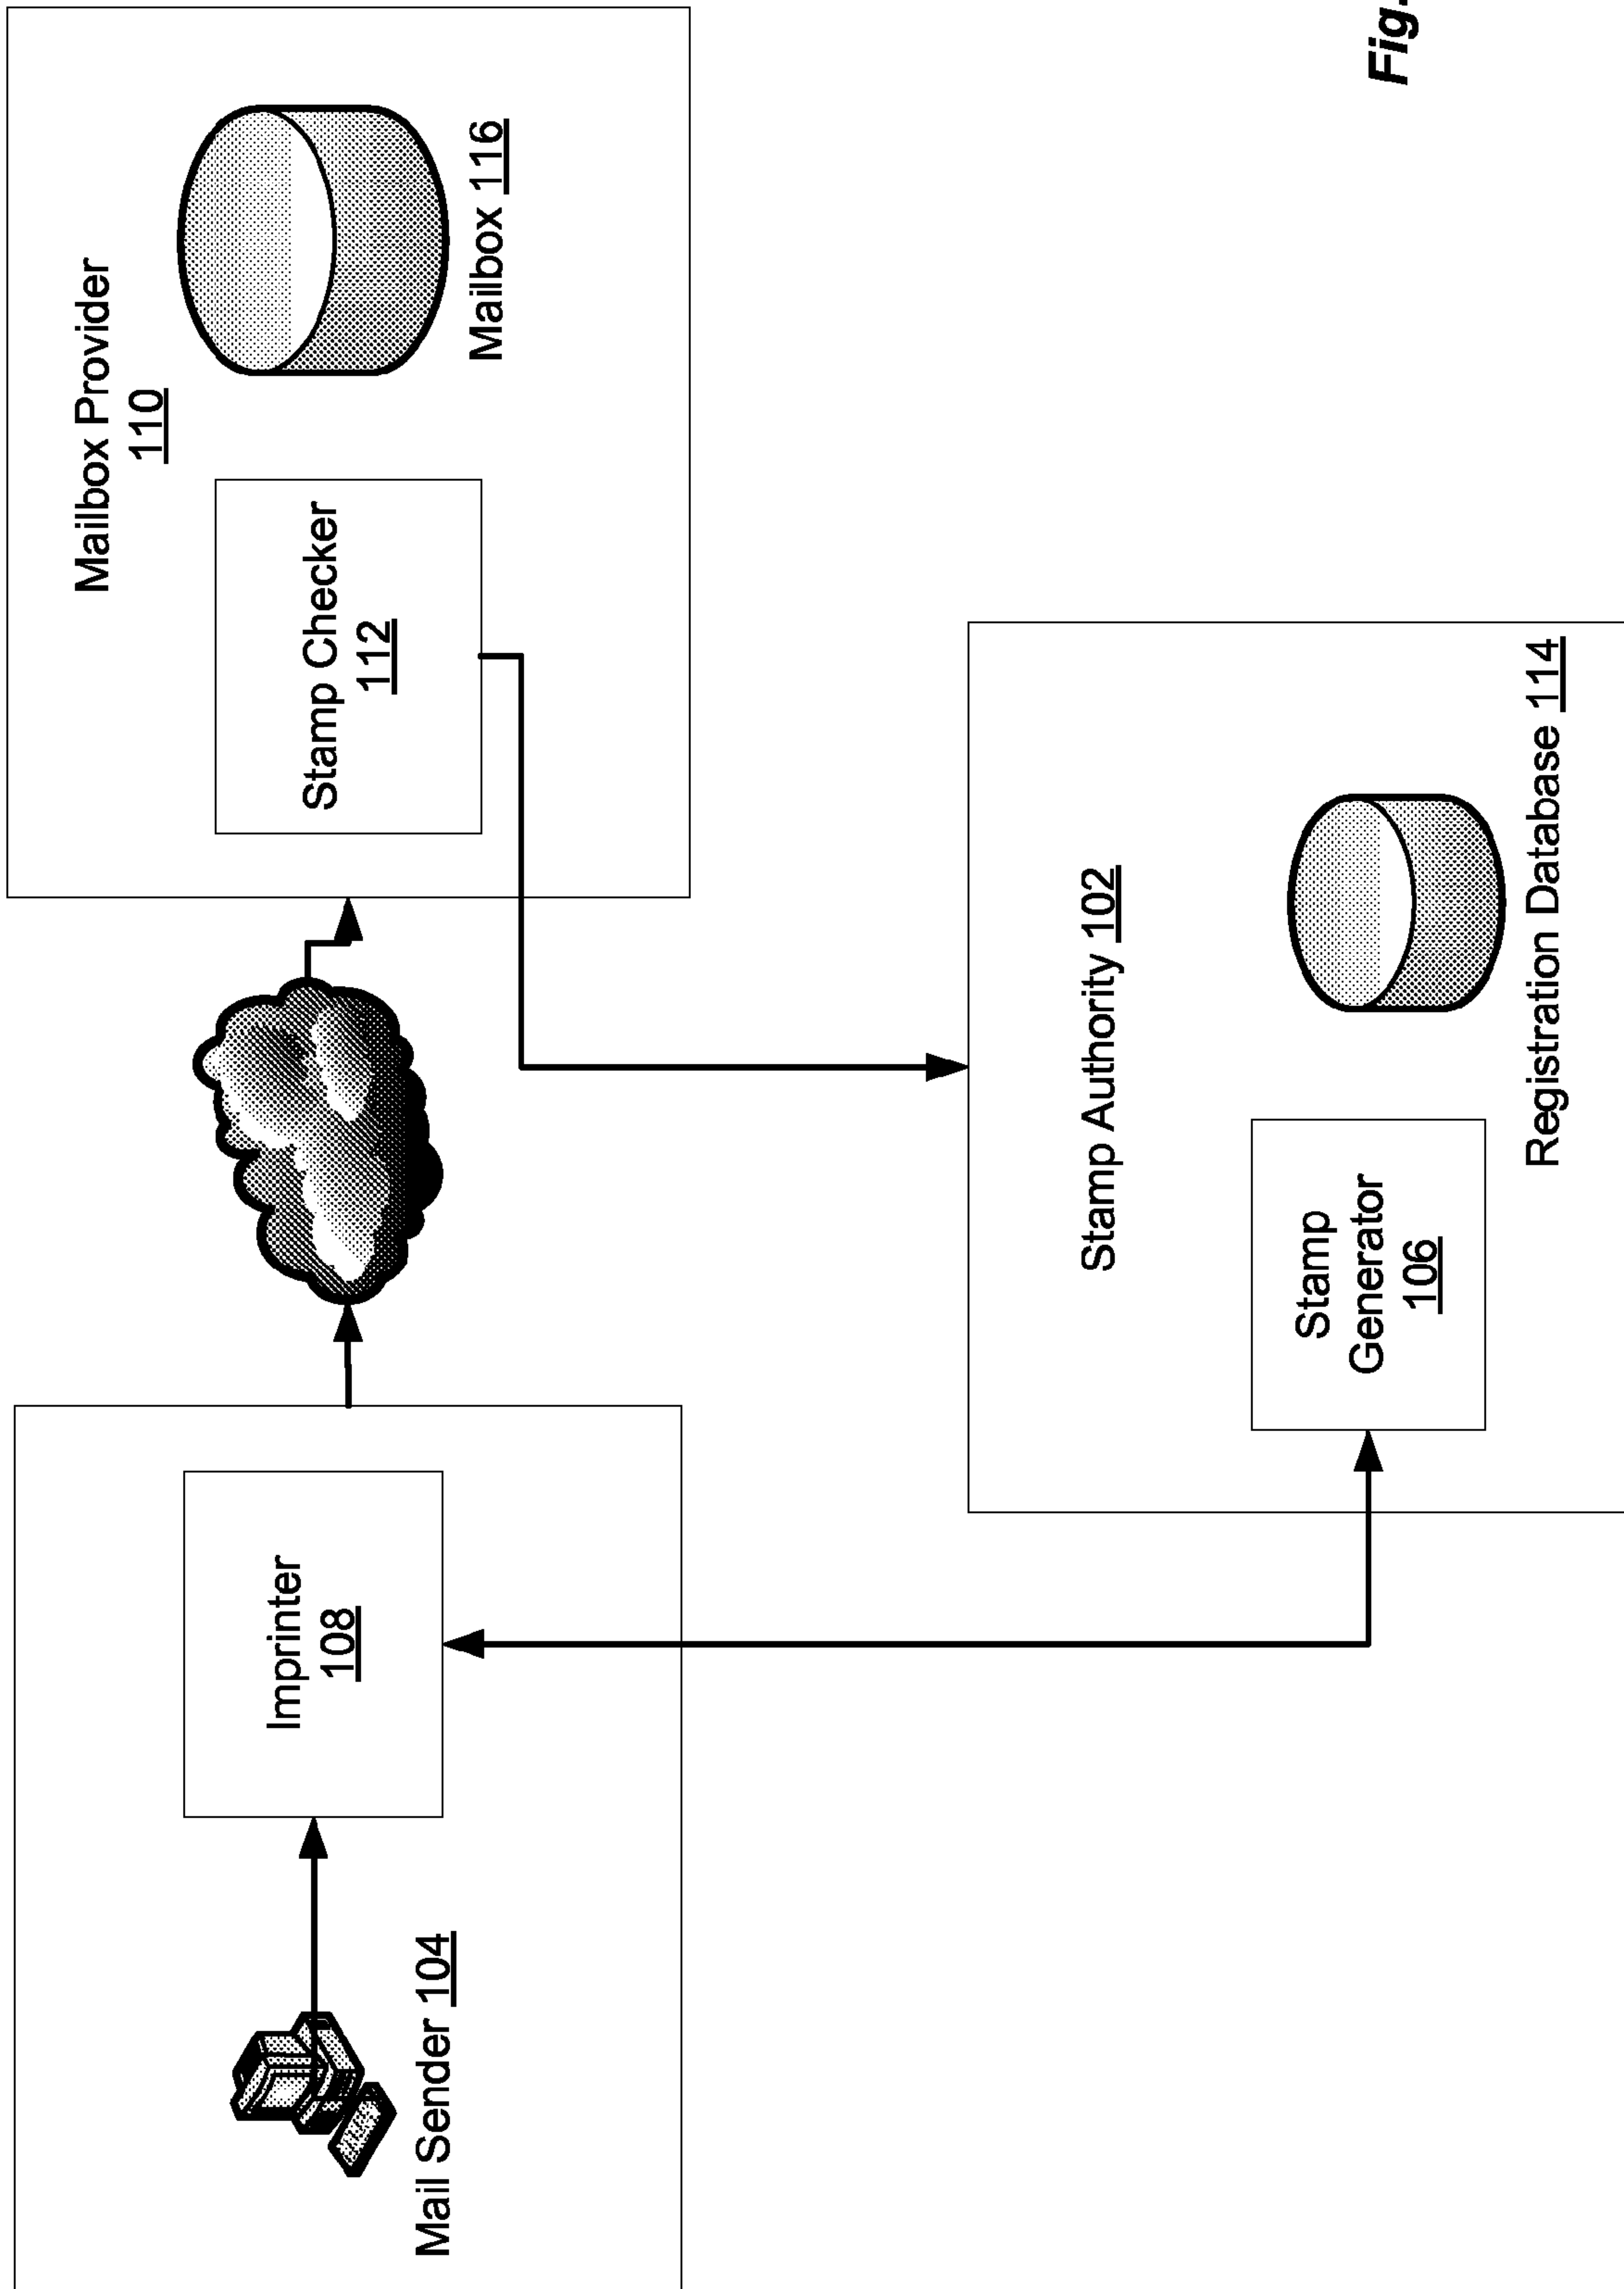 Mail Sender 104
Imprinter
108
Mailbox Provider
110
Stamp Checker
112
Mailbox 116
Stamp Authority 102
Stamp
Generator
106
Registration Database 114
Fig.